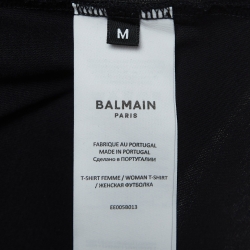 M
BALMAIN
PARIS
FABRIQUE AU PORTUGAL
MADE IN PORTUGAL
Сделано в ПОРТУГАЛИИ
T-SHIRT FEMME / WOMAN T-SHIRT
/ ЖЕНСКАЯ ФУТБОЛКА
EE0058013